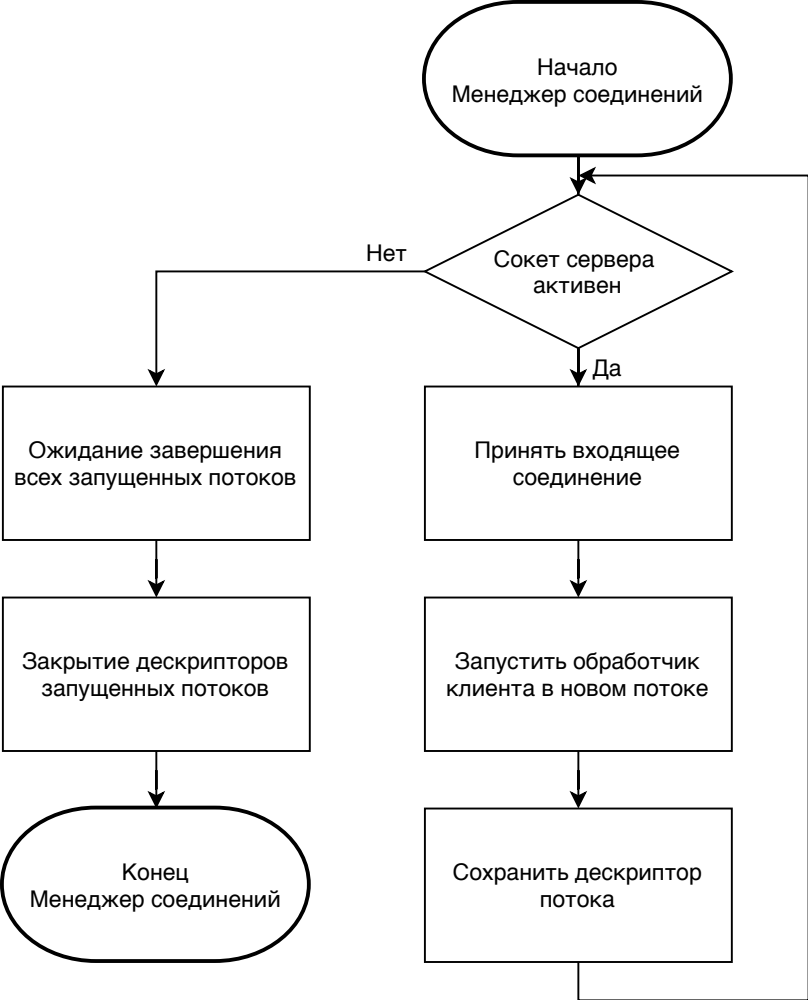 Начало
Менеджер соединений
Сокет сервера
активен
Нет
Да
Ожидание завершения
всех запущенных потоков
Принять входящее
соединение
Закрытие дескрипторов
запущенных потоков
Запустить обработчик
клиента в новом потоке
Конец
Менеджер соединений
Сохранить дескриптор
потока